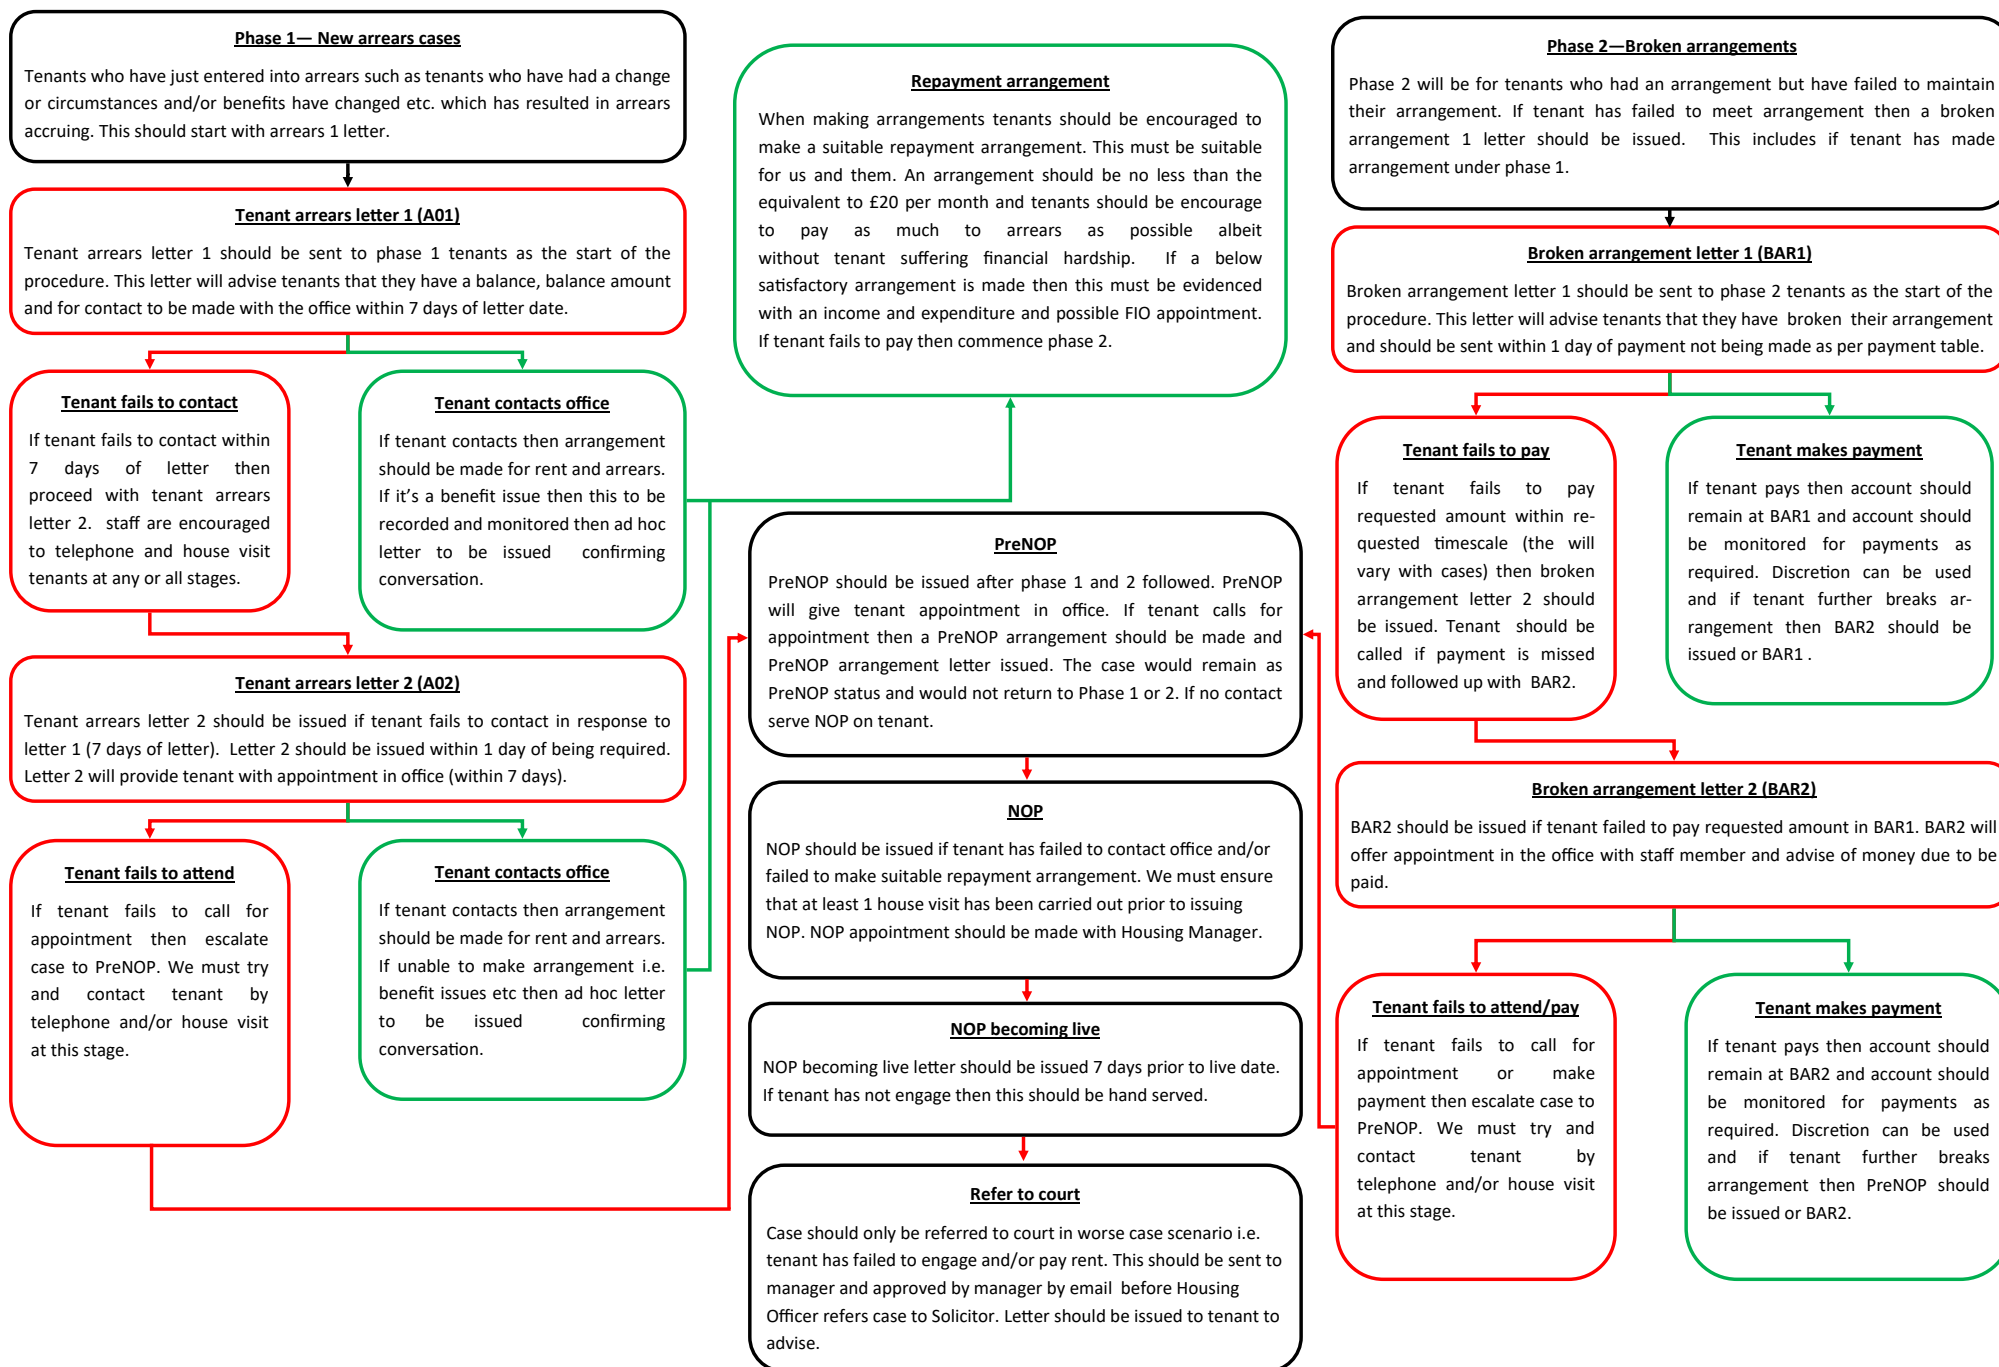 Phase 1— New arrears cases
Tenants who have just entered into arrears such as tenants who have had a change
or circumstances and/or benefits have changed etc. which has resulted in arrears
accruing. This should start with arrears 1 letter.
Tenant arrears letter 1 (A01)
Tenant arrears letter 1 should be sent to phase 1 tenants as the start of the
procedure. This letter will advise tenants that they have a balance, balance amount
and for contact to be made with the office within 7 days of letter date.
Tenant fails to contact
If tenant fails to contact within
7 days of letter then
proceed with tenant arrears
letter 2. staff are encouraged
to telephone and house visit
tenants at any or all stages.
Tenant contacts office
If tenant contacts then arrangement
should be made for rent and arrears.
If it's a benefit issue then this to be
recorded and monitored then ad hoc
letter to be issued confirming
conversation.
Tenant arrears letter 2 (A02)
Tenant arrears letter 2 should be issued if tenant fails to contact in response to
letter 1 (7 days of letter). Letter 2 should be issued within 1 day of being required.
Letter 2 will provide tenant with appointment in office (within 7 days).
Tenant fails to attend
If tenant fails to call for
appointment then escalate
case to PreNOP. We must try
and contact tenant by
telephone and/or house visit
at this stage.
Tenant contacts office
If tenant contacts then arrangement
should be made for rent and arrears.
If unable to make arrangement i.e.
benefit issues etc then ad hoc letter
to be issued confirming
conversation.
Repayment arrangement
When making arrangements tenants should be encouraged to
make a suitable repayment arrangement. This must be suitable
for us and them. An arrangement should be no less than the
equivalent to £20 per month and tenants should be encourage
to pay as much to arrears as possible albeit
without tenant suffering financial hardship. If a below
satisfactory arrangement is made then this must be evidenced
with an income and expenditure and possible FIO appointment.
If tenant fails to pay then commence phase 2.
PreNOP
PreNOP should be issued after phase 1 and 2 followed. PreNOP
will give tenant appointment in office. If tenant calls for
appointment then a PreNOP arrangement should be made and
PreNOP arrangement letter issued. The case would remain as
PreNOP status and would not return to Phase 1 or 2. If no contact
serve NOP on tenant.
NOP
NOP should be issued if tenant has failed to contact office and/or
failed to make suitable repayment arrangement. We must ensure
that at least 1 house visit has been carried out prior to issuing
NOP. NOP appointment should be made with Housing Manager.
NOP becoming live
NOP becoming live letter should be issued 7 days prior to live date.
If tenant has not engage then this should be hand served.
Refer to court
Case should only be referred to court in worse case scenario i.e.
tenant has failed to engage and/or pay rent. This should be sent to
manager and approved by manager by email before Housing
Officer refers case to Solicitor. Letter should be issued to tenant to
advise.
Phase 2—Broken arrangements
Phase 2 will be for tenants who had an arrangement but have failed to maintain
their arrangement. If tenant has failed to meet arrangement then a broken
arrangement 1 letter should be issued. This includes if tenant has made
arrangement under phase 1.
Broken arrangement letter 1 (BAR1)
Broken arrangement letter 1 should be sent to phase 2 tenants as the start of the
procedure. This letter will advise tenants that they have broken their arrangement
and should be sent within 1 day of payment not being made as per payment table.
Tenant fails to pay
If tenant fails to pay
requested amount within re-
quested timescale (the will
vary with cases) then broken
arrangement letter 2 should
be issued. Tenant should be
called if payment is missed
and followed up with BAR2.
Tenant makes payment
If tenant pays then account should
remain at BAR1 and account should
be monitored for payments as
required. Discretion can be used
and if tenant further breaks ar-
rangement then BAR2 should be
issued or BAR1 .
Broken arrangement letter 2 (BAR2)
BAR2 should be issued if tenant failed to pay requested amount in BAR1. BAR2 will
offer appointment in the office with staff member and advise of money due to be
paid.
Tenant fails to attend/pay
If tenant fails to call for
appointment or make
payment then escalate case to
PreNOP. We must try and
contact tenant by
telephone and/or house visit
at this stage.
Tenant makes payment
If tenant pays then account should
remain at BAR2 and account should
be monitored for payments as
required. Discretion can be used
and if tenant further breaks
arrangement then PreNOP should
be issued or BAR2.